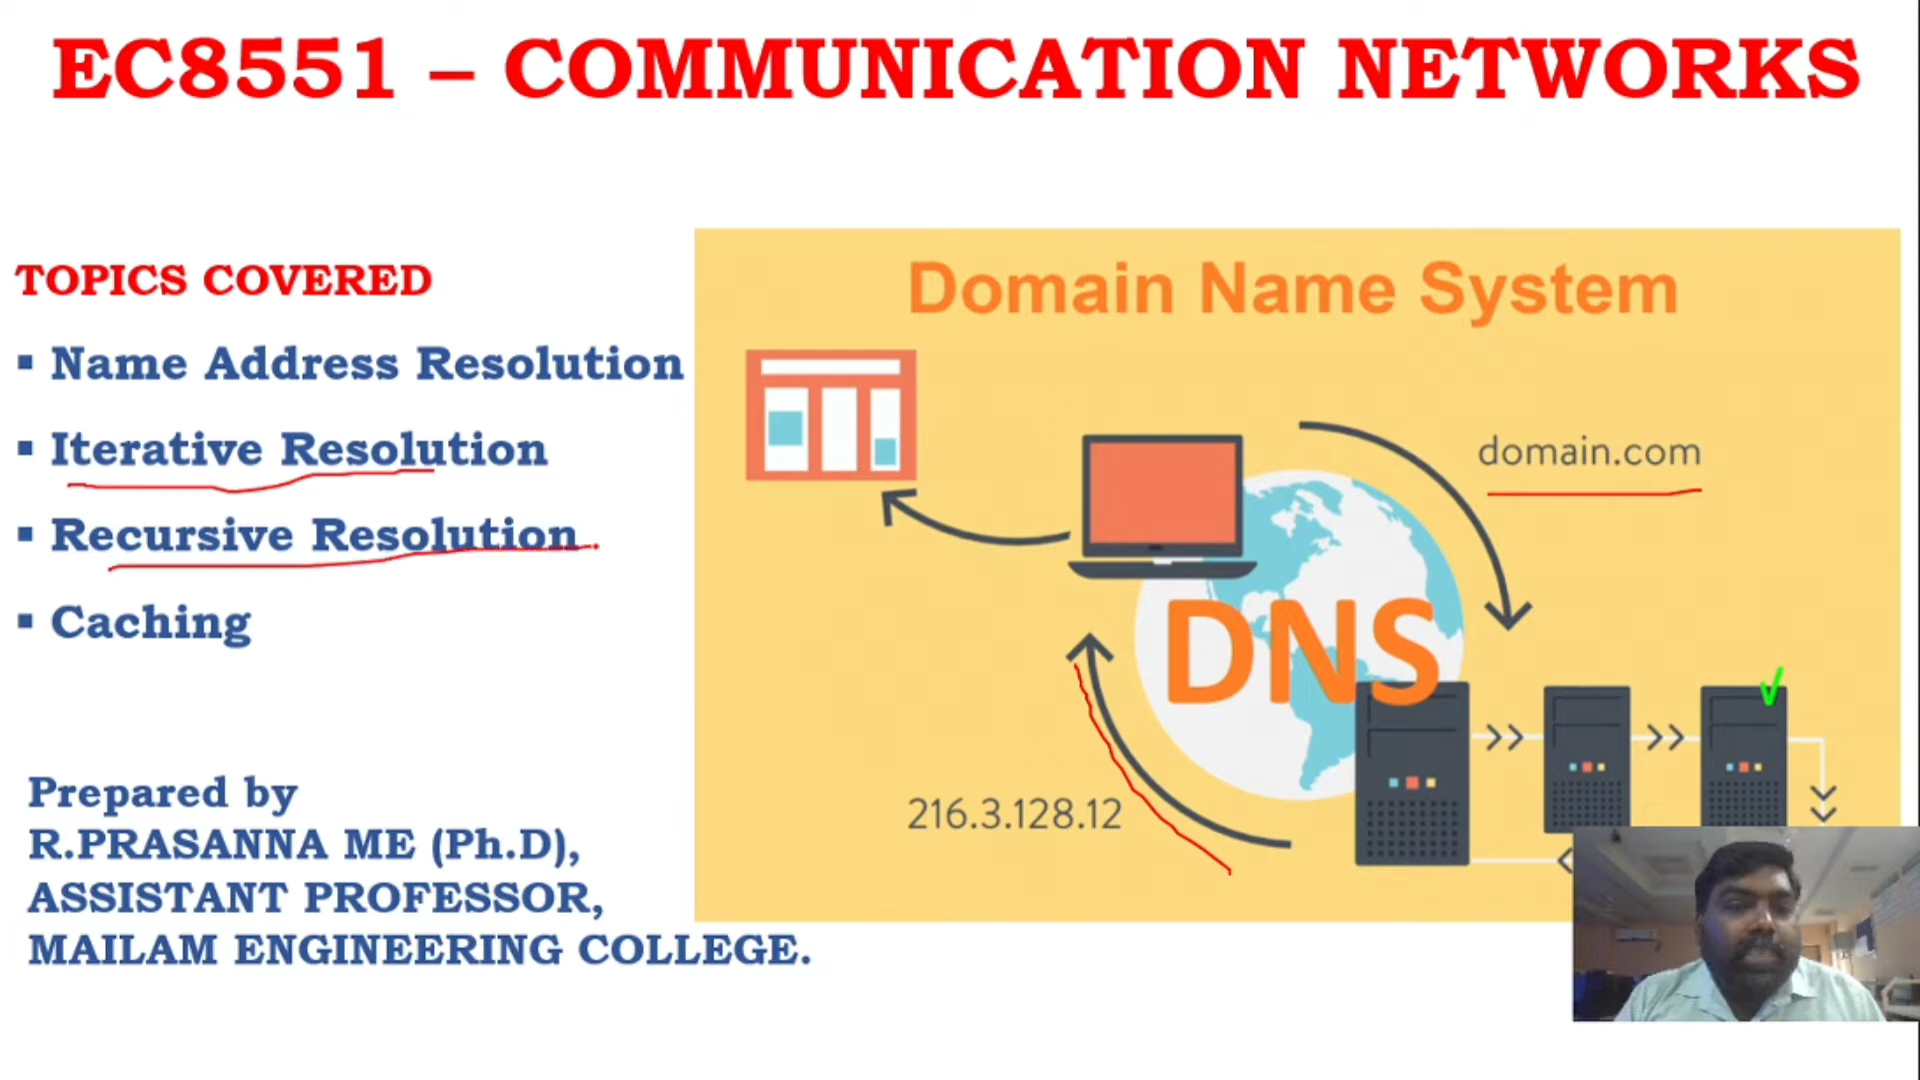 EC8551 – COMMUNICATION NETWORKS
TOPICS COVERED
▪ Name Address Resolution
▪ Iterative Resolution
▪ Recursive Resolution
▪ Caching
Prepared by
R.PRASANNA ME (Ph.D),
ASSISTANT PROFESSOR,
MAILAM ENGINEERING COLLEGE.
Domain Name System
domain.com
DNS
216.3.128.12